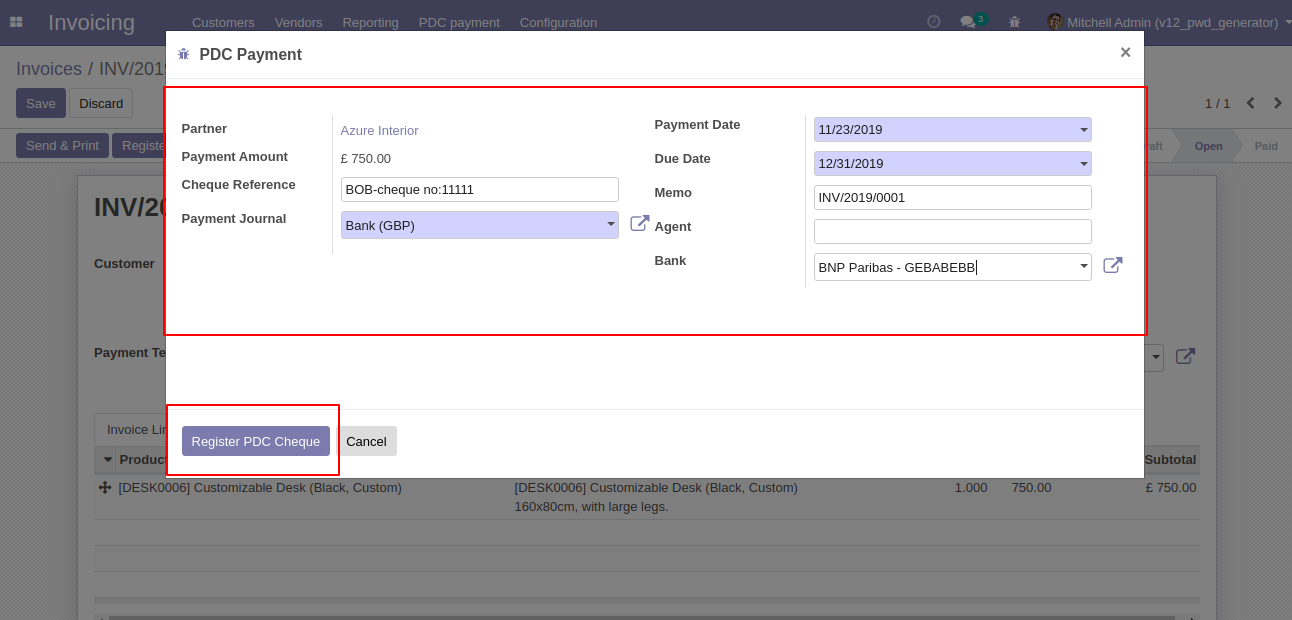 Invoicing Customers Vendors Reporting PDC payment Configuration 3 Mitchell Admin (v12_pwd_generator)
PDC Payment ×
Invoices / INV/2019
Save Discard 1 / 1
Send & Print Registe Open Paid
Partner Azure Interior
Payment Amount £ 750.00
Cheque Reference BOB-cheque no:11111
Payment Journal Bank (GBP)
Payment Date 11/23/2019
Due Date 12/31/2019
Memo INV/2019/0001
Agent
Bank BNP Paribas - GEBABEBB
INV/20
Customer
Payment Te
Invoice Lin
Register PDC Cheque Cancel
Produc Subtotal
[DESK0006] Customizable Desk (Black, Custom) [DESK0006] Customizable Desk (Black, Custom) 1.000 750.00 £ 750.00
160x80cm, with large legs.